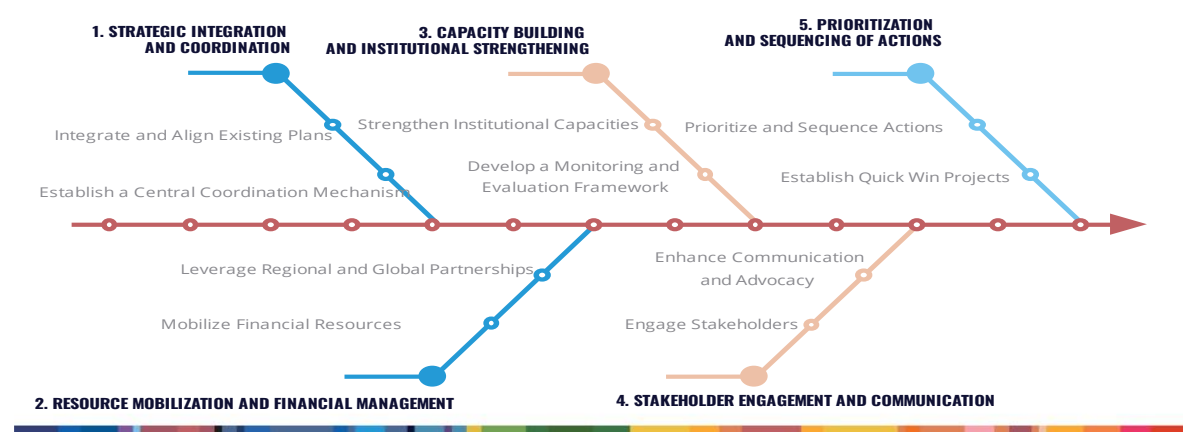 1. STRATEGIC INTEGRATION
AND COORDINATION
Integrate and Align Existing Plans
Establish a Central Coordination Mechanism
3. CAPACITY BUILDING
AND INSTITUTIONAL STRENGTHENING
Strengthen Institutional Capacities
Develop a Monitoring and
Evaluation Framework
5. PRIORITIZATION
AND SEQUENCING OF ACTIONS
Prioritize and Sequence Actions
Establish Quick Win Projects
Leverage Regional and Global Partnerships
Mobilize Financial Resources
2. RESOURCE MOBILIZATION AND FINANCIAL MANAGEMENT
Enhance Communication
and Advocacy
Engage Stakeholders
4. STAKEHOLDER ENGAGEMENT AND COMMUNICATION